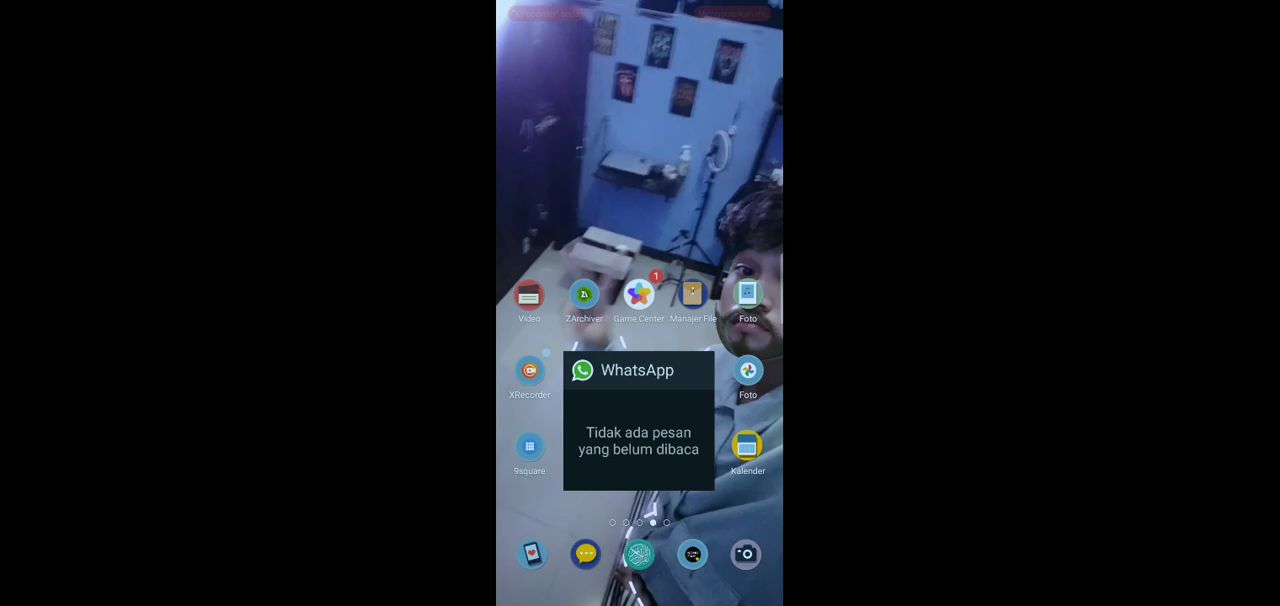 1
Video
ZArchiver
Game Center
Manajer File
Foto
WhatsApp
XRecorder
Foto
Tidak ada pesan
yang belum dibaca
9square
Kalender